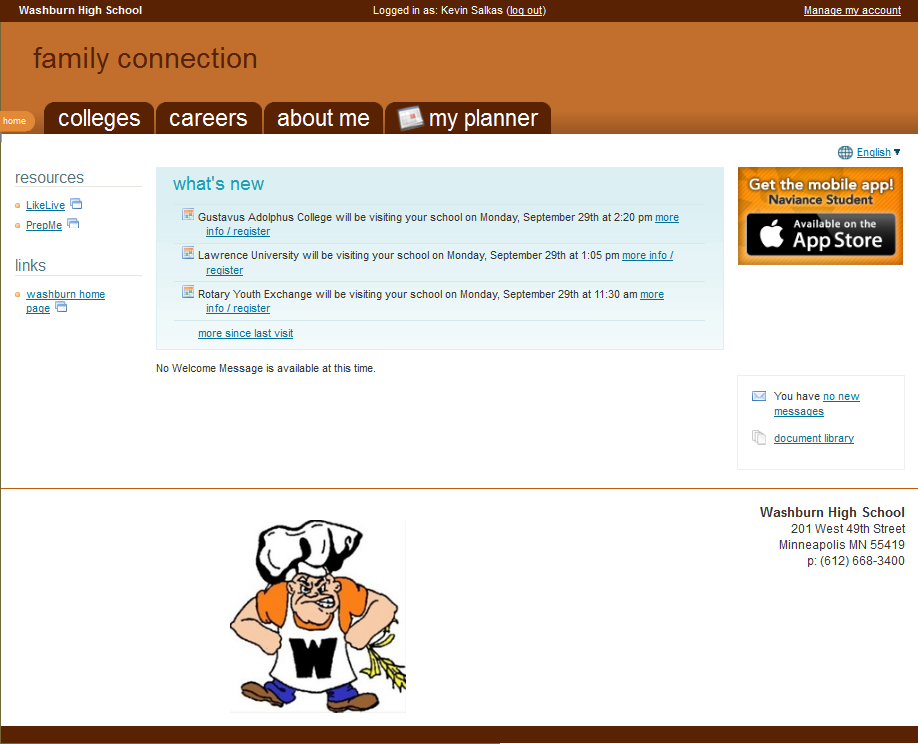 Washburn High School
Logged in as: Kevin Salkas (log out)
Manage my account
family connection
home
colleges
careers
about me
my planner
English
resources
LikeLive
PrepMe
links
washburn home
page
what's new
Gustavus Adolphus College will be visiting your school on Monday, September 29th at 2:20 pm more
info / register
Lawrence University will be visiting your school on Monday, September 29th at 1:05 pm more info /
register
Rotary Youth Exchange will be visiting your school on Monday, September 29th at 11:30 am more
info / register
more since last visit
No Welcome Message is available at this time.
Get the mobile app!
Naviance Student
Available on the
App Store
You have no new
messages
document library
W
Washburn High School
201 West 49th Street
Minneapolis MN 55419
p: (612) 668-3400